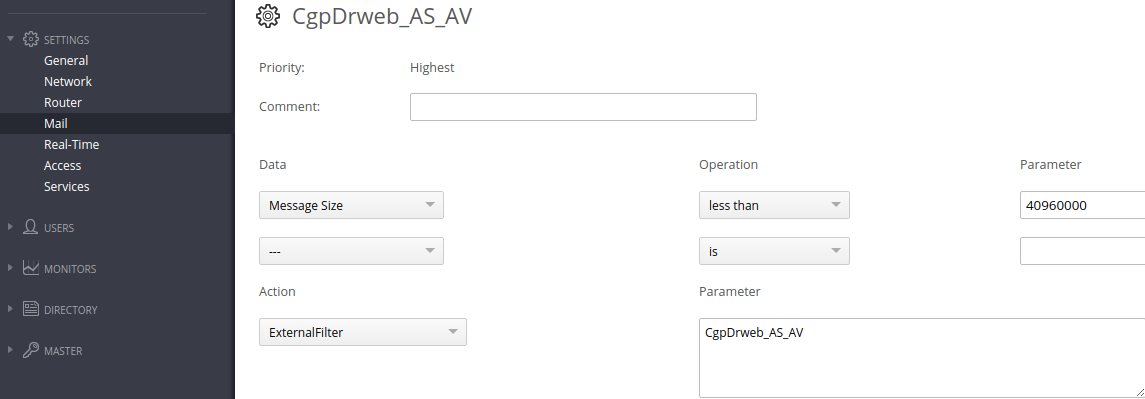 CgpDrweb_AS_AV
SETTINGS
General
Network
Router
Mail
Real-Time
Access
Services
USERS
MONITORS
DIRECTORY
MASTER
Priority: Highest
Comment:
Data Operation Parameter
Message Size less than 40960000
--- is
Action Parameter
ExternalFilter CgpDrweb_AS_AV